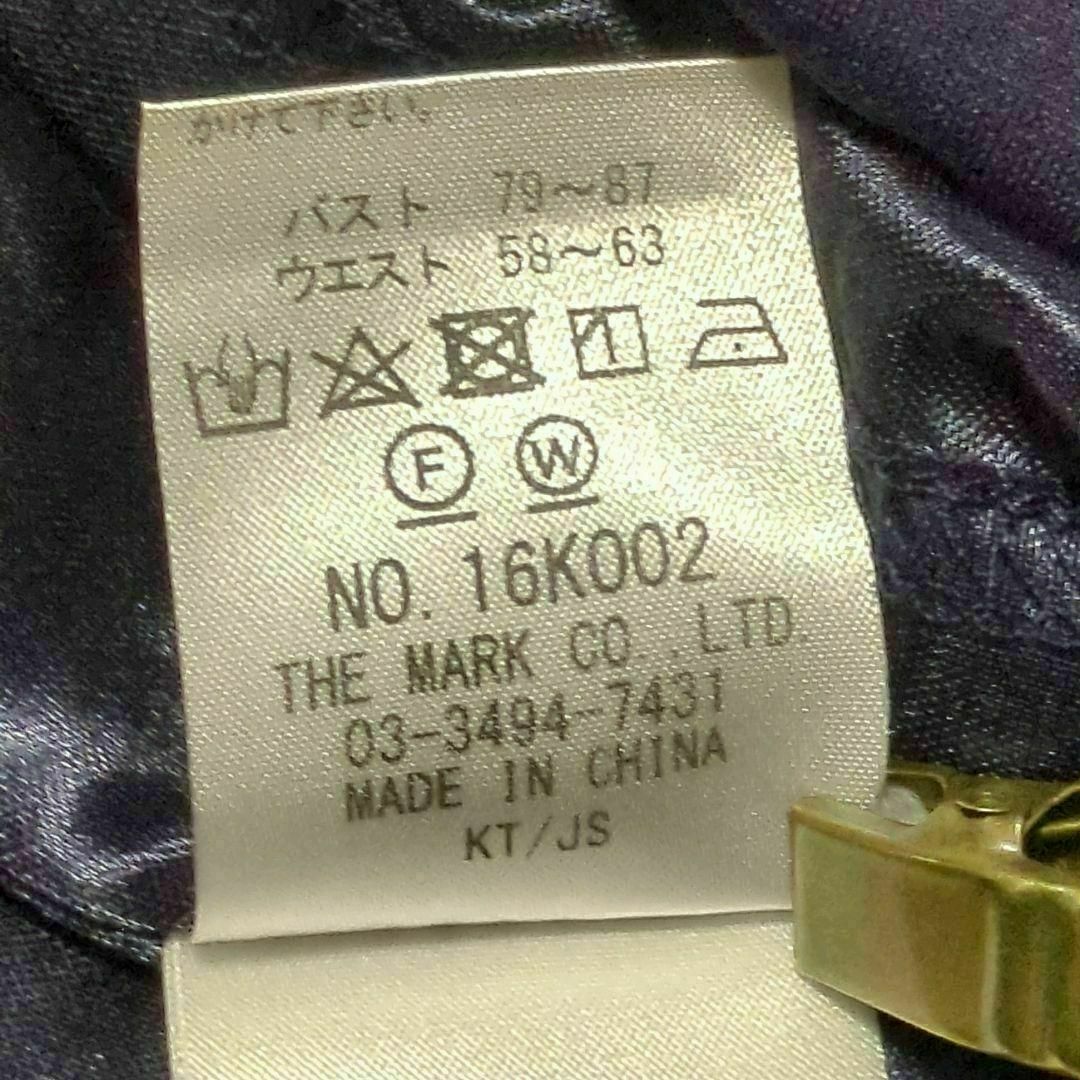 かけて下さい。
バスト 79～87
ウエスト 58～63
F W
NO. 16K002
THE MARK CO.,LTD.
03-3494-7431
MADE IN CHINA
KT/JS